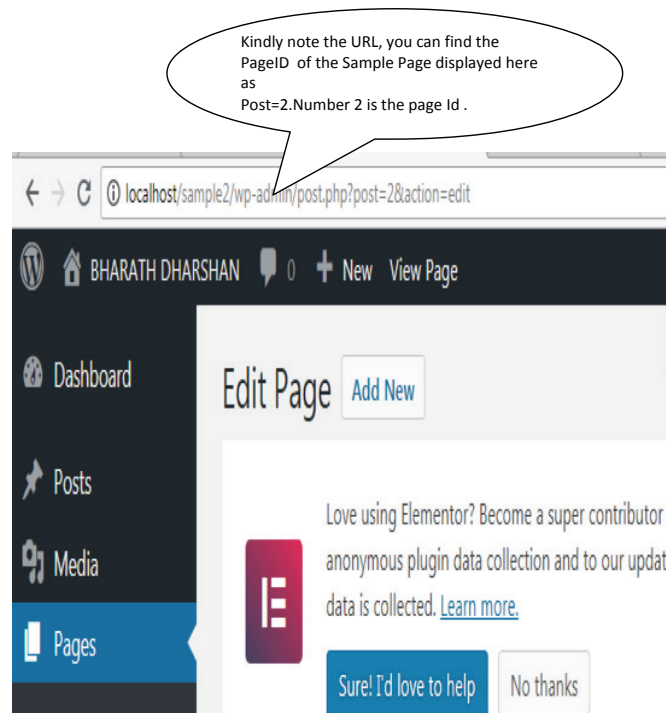 Kindly note the URL, you can find the
PageID of the Sample Page displayed here
as
Post=2.Number 2 is the page Id .
localhost/sample2/wp-admin/post.php?post=2&action=edit
BHARATH DHARSHAN 0 New View Page
Dashboard
Edit Page Add New
Posts
Love using Elementor? Become a super contributor
Media
anonymous plugin data collection and to our updat
data is collected. Learn more.
Pages
Sure! I'd love to help No thanks